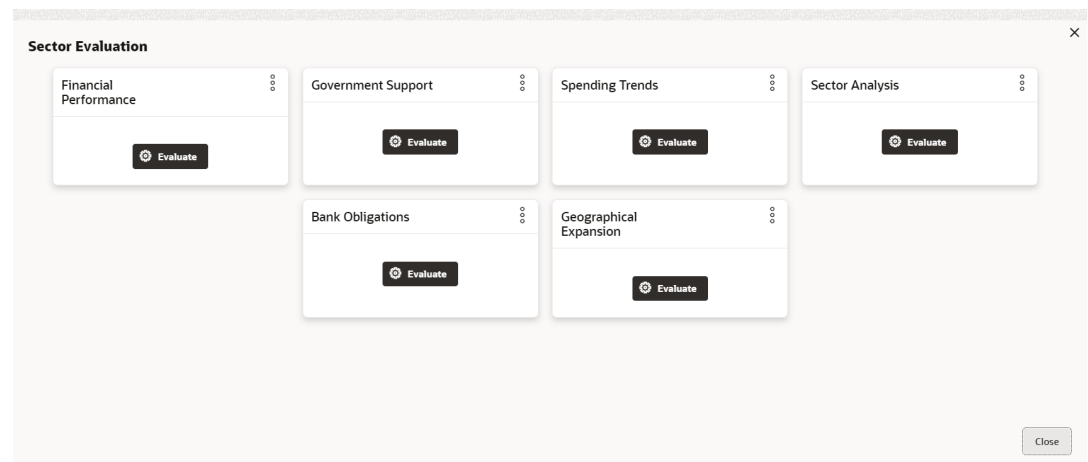 Sector Evaluation
Financial
Performance
Government Support
Spending Trends
Sector Analysis
Evaluate
Evaluate
Evaluate
Evaluate
Bank Obligations
Geographical
Expansion
Evaluate
Evaluate
Close